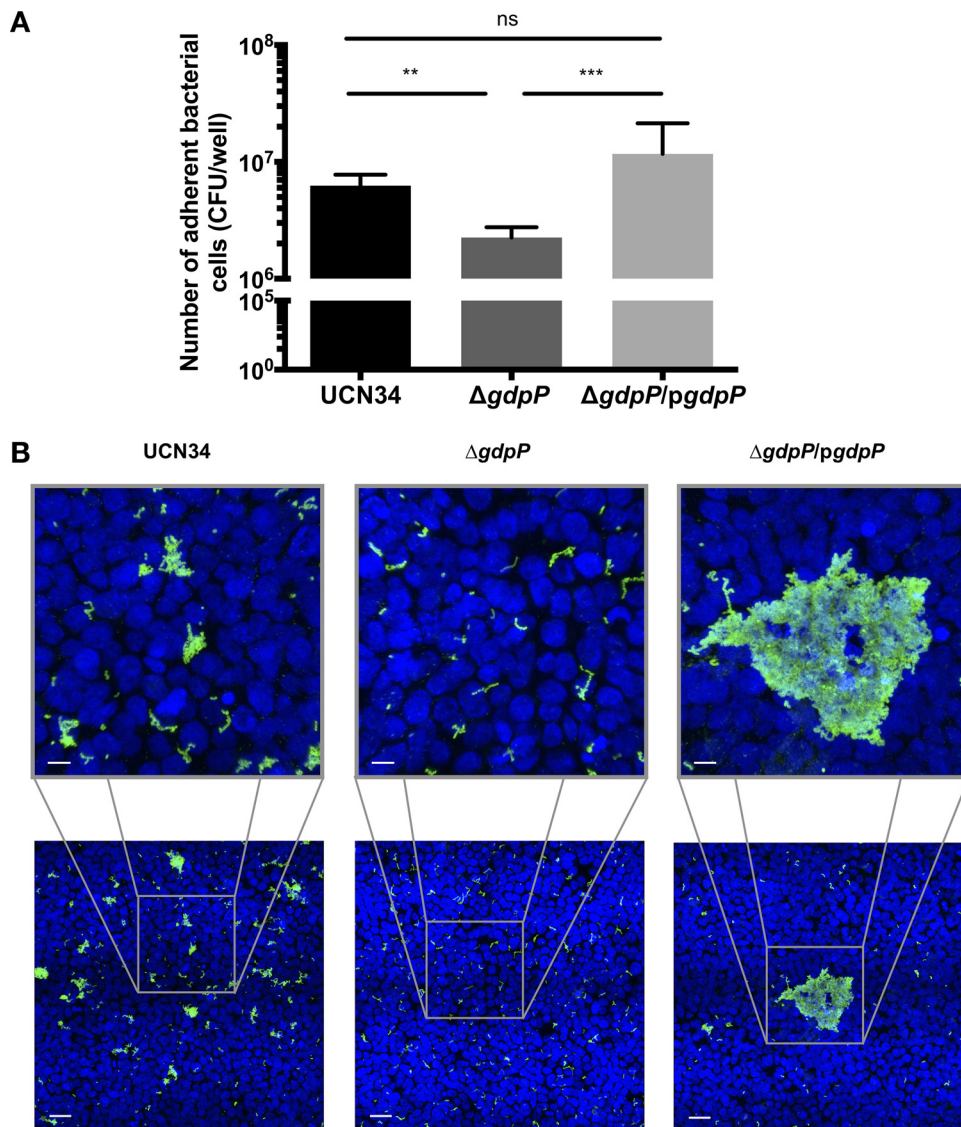 A
ns
** ***
Number of adherent bacterial
cells (CFU/well)
10⁸
10⁷
10⁶
10⁵
10⁰
UCN34 ΔgdpP ΔgdpP/pgdpP
B
UCN34 ΔgdpP ΔgdpP/pgdpP